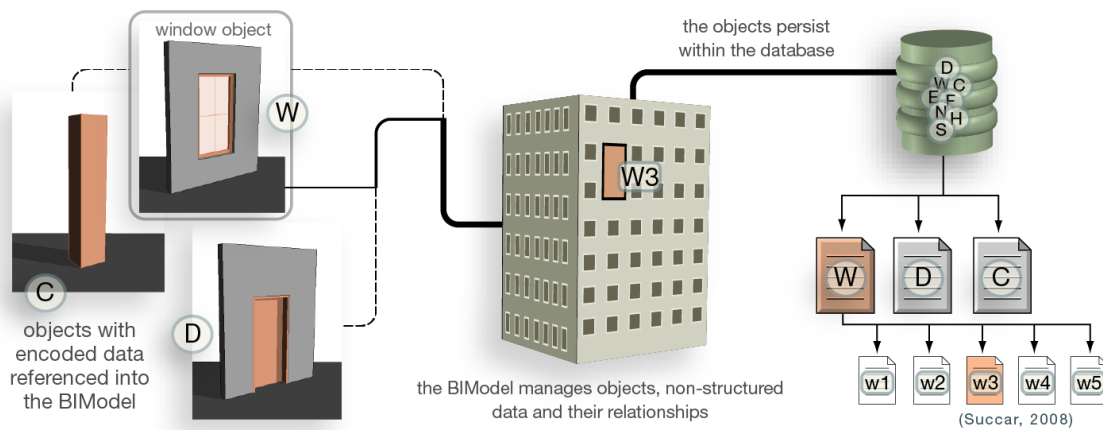 window object
W
C
objects with
encoded data
referenced into
the BIModel
D
W3
the BIModel manages objects, non-structured
data and their relationships
the objects persist
within the database
D
W
C
E
F
N
H
S
W
D
C
w1
w2
w3
w4
w5
(Succar, 2008)